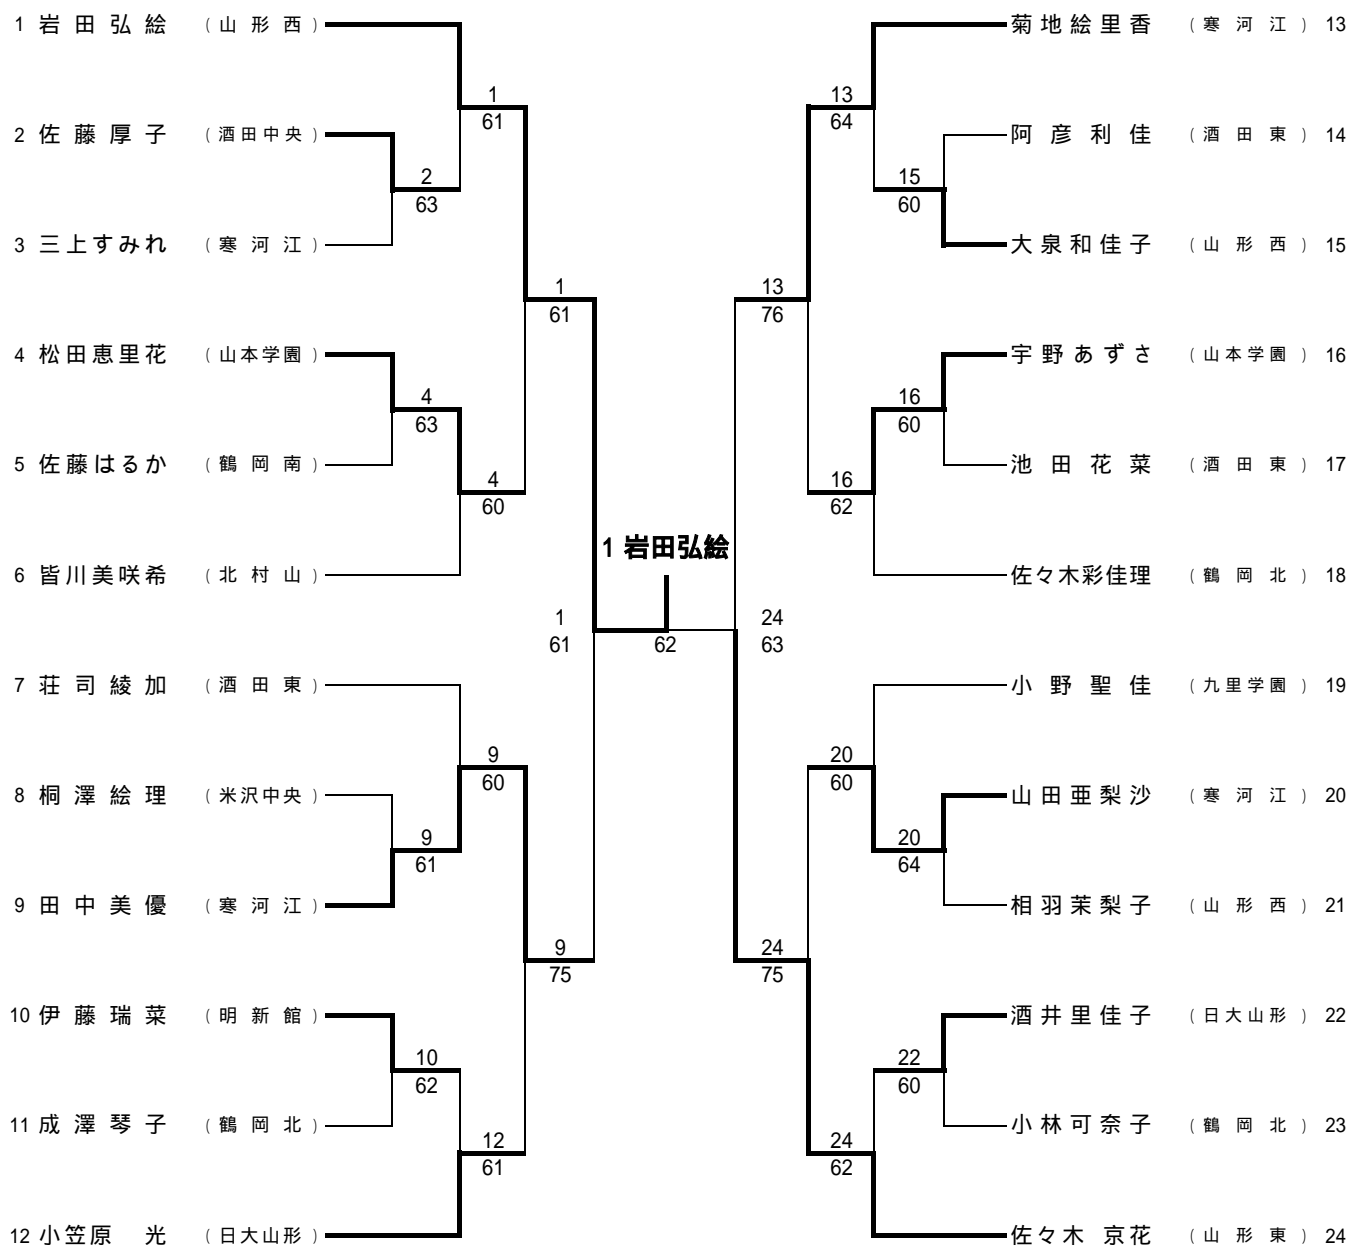 1 岩田弘絵 (山形西)
1
61
2 佐藤厚子 (酒田中央)
2
63
3 三上すみれ (寒河江)
1
61
4 松田恵里花 (山本学園)
4
63
5 佐藤はるか (鶴岡南)
4
60
6 皆川美咲希 (北村山)
1
61
7 荘司綾加 (酒田東)
9
60
8 桐澤絵理 (米沢中央)
9
61
9 田中美優 (寒河江)
9
75
10 伊藤瑞菜 (明新館)
10
62
11 成澤琴子 (鶴岡北)
12
61
12 小笠原 光 (日大山形)
1 岩田弘絵
62
菊地絵里香 (寒河江) 13
13
64
阿彦利佳 (酒田東) 14
15
60
大泉和佳子 (山形西) 15
13
76
宇野あずさ (山本学園) 16
16
60
池田花菜 (酒田東) 17
16
62
佐々木彩佳理 (鶴岡北) 18
24
63
小野聖佳 (九里学園) 19
20
60
山田亜梨沙 (寒河江) 20
20
64
相羽茉梨子 (山形西) 21
24
75
酒井里佳子 (日大山形) 22
22
60
小林可奈子 (鶴岡北) 23
24
62
佐々木 京花 (山形東) 24